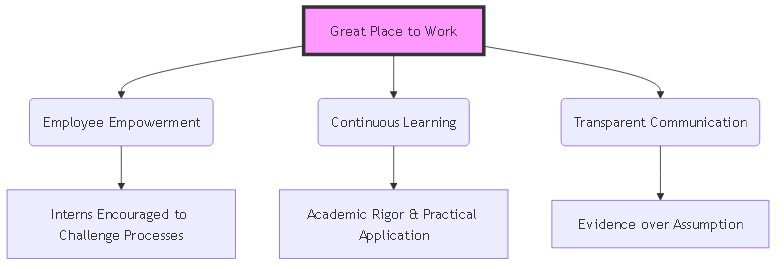 Great Place to Work
Employee Empowerment
Continuous Learning
Transparent Communication
Interns Encouraged to
Challenge Processes
Academic Rigor & Practical
Application
Evidence over Assumption